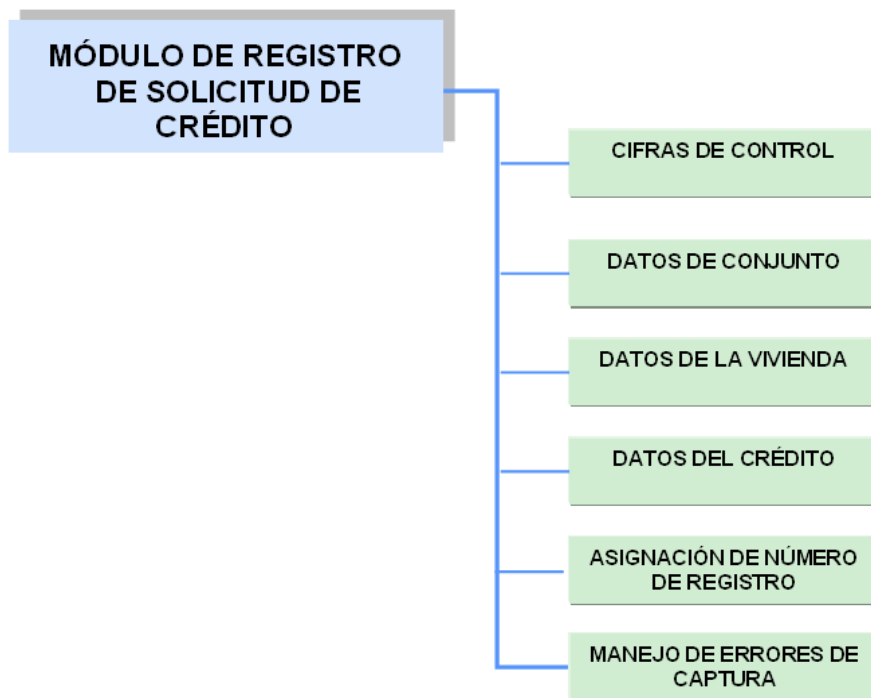 MÓDULO DE REGISTRO
DE SOLICITUD DE
CRÉDITO
CIFRAS DE CONTROL
DATOS DE CONJUNTO
DATOS DE LA VIVIENDA
DATOS DEL CRÉDITO
ASIGNACIÓN DE NÚMERO
DE REGISTRO
MANEJO DE ERRORES DE
CAPTURA